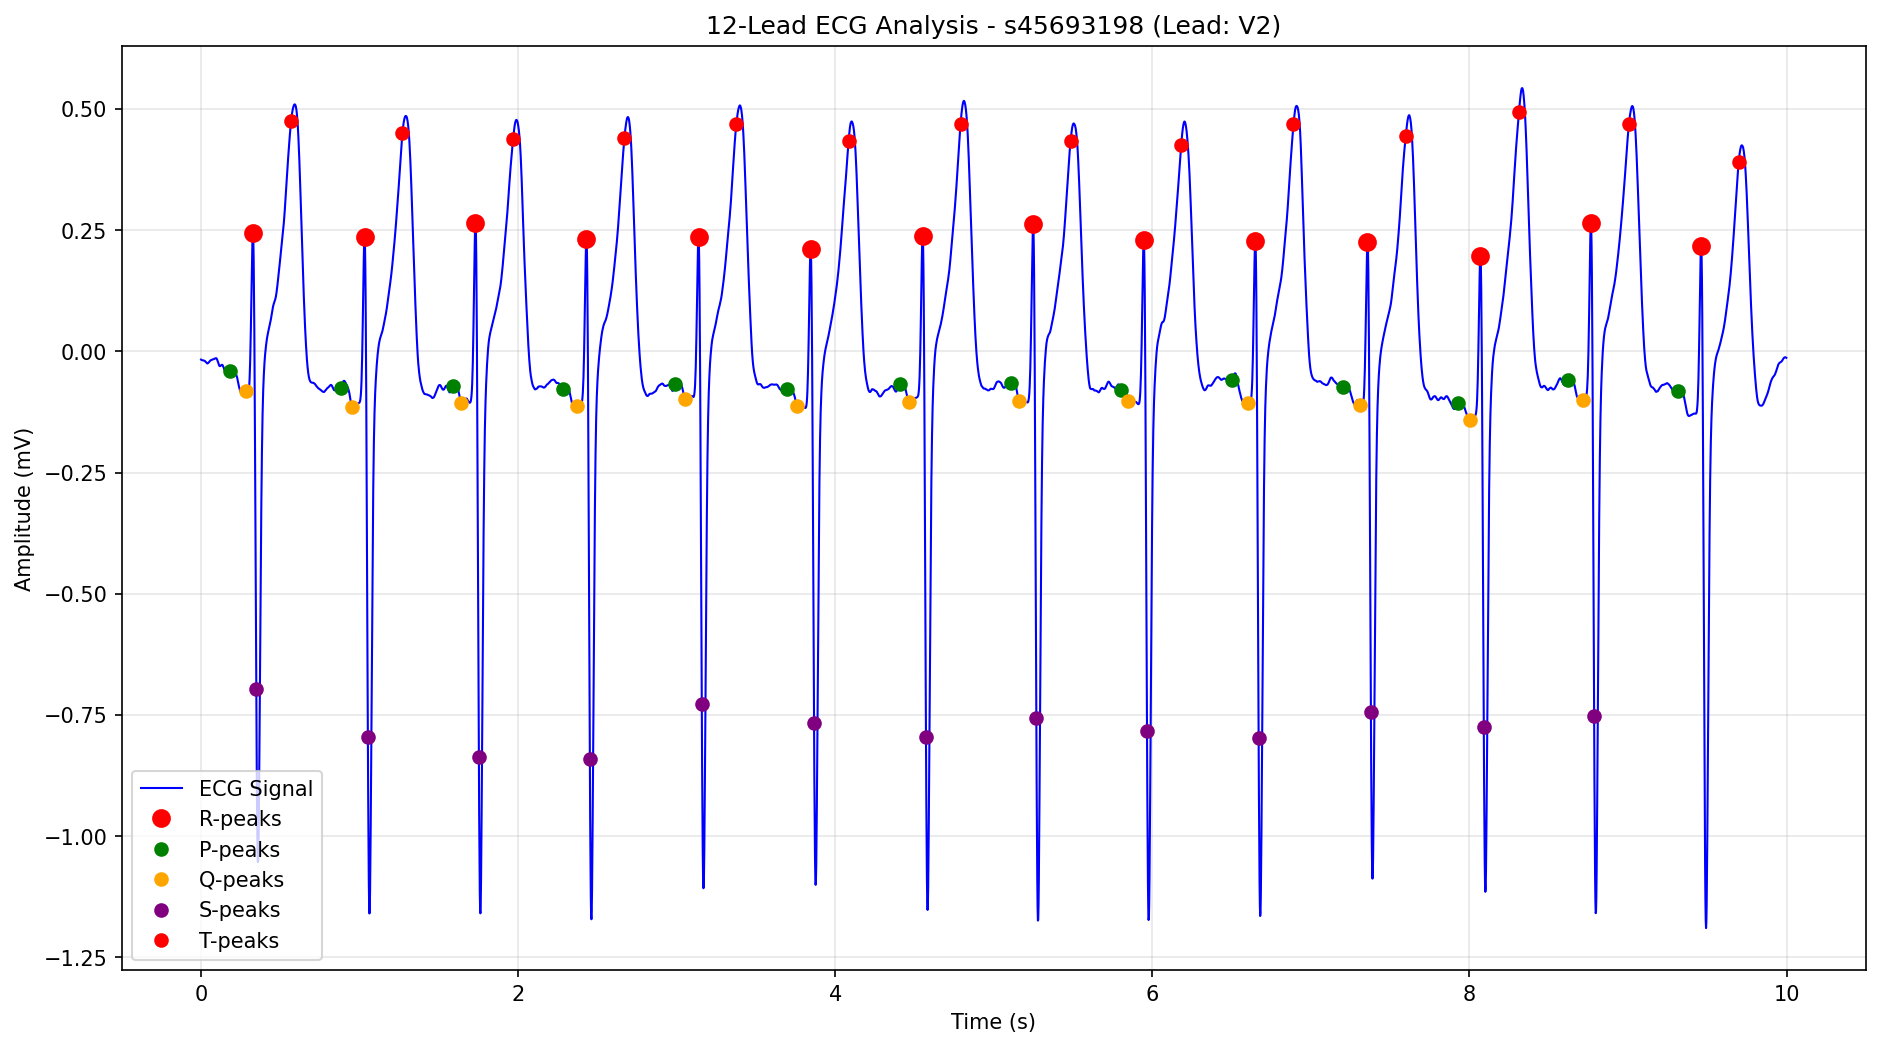 12-Lead ECG Analysis - s45693198 (Lead: V2)
Amplitude (mV)
0.50
0.25
0.00
−0.25
−0.50
−0.75
−1.00
−1.25
ECG Signal
R-peaks
P-peaks
Q-peaks
S-peaks
T-peaks
0 2 4 6 8 10
Time (s)